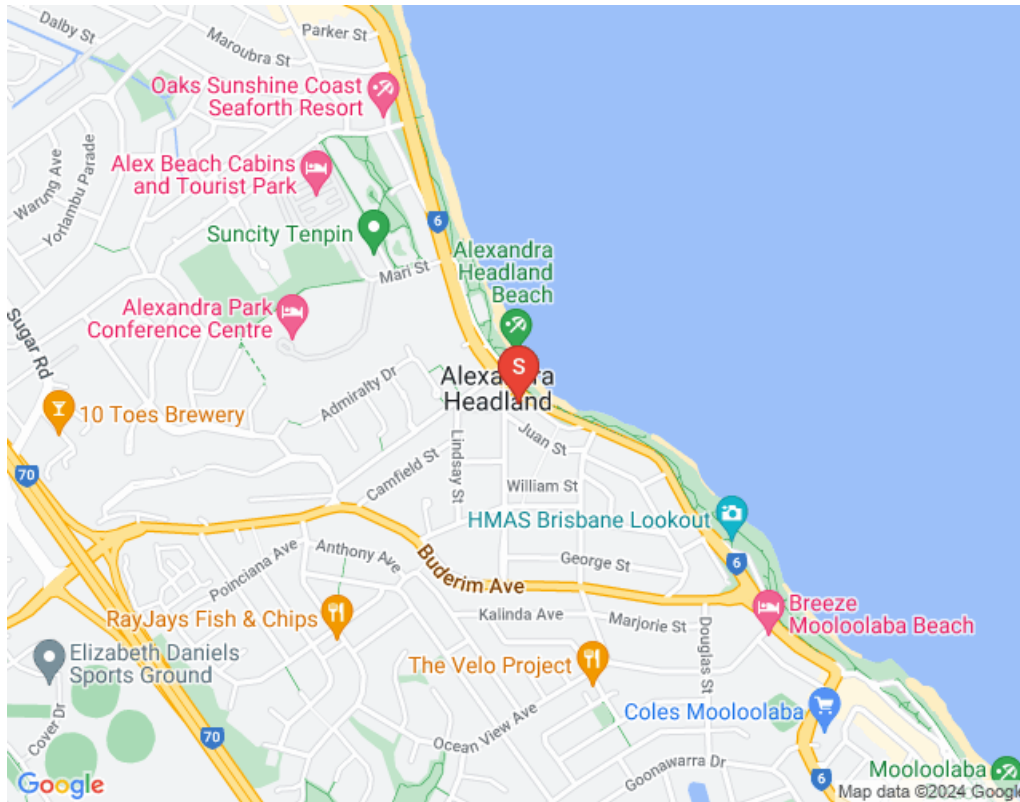 Dalby St
Parker St
Maroubra St
Oaks Sunshine Coast
Seaforth Resort
Alex Beach Cabins
and Tourist Park
Warung Ave
Yorlambu Parade
6
Suncity Tenpin
Alexandra
Headland
Beach
Mari St
Alexandra Park
Conference Centre
Sugar Rd
S
Alexandra
Headland
Admiralty Dr
10 Toes Brewery
Juan St
Lindsay St
Camfield St
70
William St
HMAS Brisbane Lookout
Anthony Ave
Poinciana Ave
Buderim Ave
George St
6
RayJays Fish & Chips
Kalinda Ave
Marjorie St
Breeze
Mooloolaba Beach
Douglas St
Elizabeth Daniels
Sports Ground
The Velo Project
Coles Mooloolaba
Cover Dr
70
Ocean View Ave
Goonawarra Dr
6
Mooloolaba
Google
Map data ©2024 Google